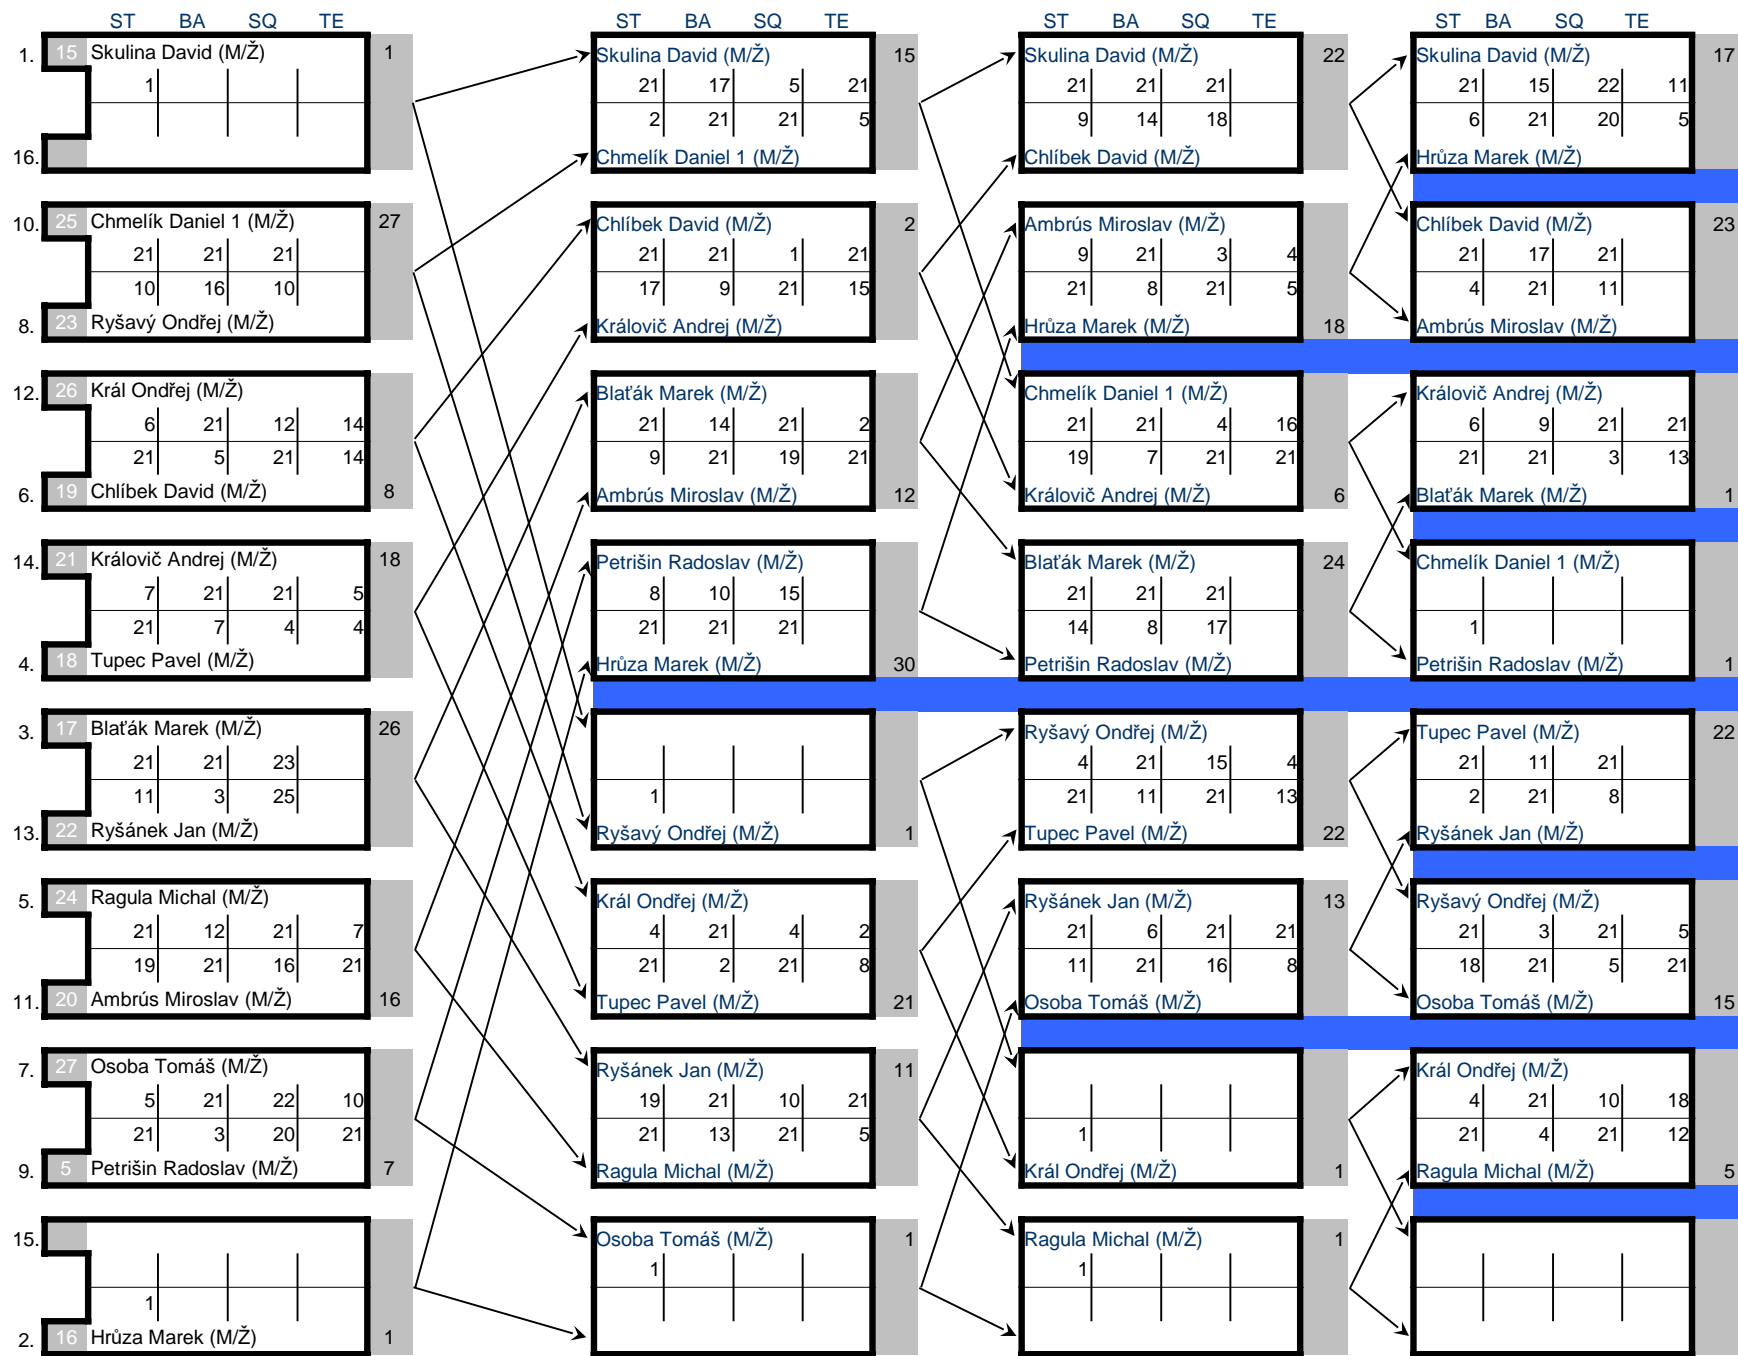 ST BA SQ TE ST BA SQ TE ST BA SQ TE ST BA SQ TE
1. 15 Skulina David (M/Ž) 1 Skulina David (M/Ž) 15 Skulina David (M/Ž) 22 Skulina David (M/Ž) 17
1 21 17 5 21 21 21 21 21 15 22 11
2 21 21 5 9 14 18 6 21 20 5
16. Chmelík Daniel 1 (M/Ž) Chlíbek David (M/Ž) Hrůza Marek (M/Ž)
10. 25 Chmelík Daniel 1 (M/Ž) 27 Chlíbek David (M/Ž) 2 Ambrús Miroslav (M/Ž) Chlíbek David (M/Ž) 23
21 21 21 21 21 1 21 9 21 3 4 21 17 21
10 16 10 17 9 21 15 21 8 21 5 4 21 11
8. 23 Ryšavý Ondřej (M/Ž) Královič Andrej (M/Ž) Hrůza Marek (M/Ž) 18 Ambrús Miroslav (M/Ž)
12. 26 Král Ondřej (M/Ž) Blaťák Marek (M/Ž) Chmelík Daniel 1 (M/Ž) Královič Andrej (M/Ž)
6 21 12 14 21 14 21 2 21 21 4 16 6 9 21 21
21 5 21 14 9 21 19 21 19 7 21 21 21 21 3 13
6. 19 Chlíbek David (M/Ž) 8 Ambrús Miroslav (M/Ž) 12 Královič Andrej (M/Ž) 6 Blaťák Marek (M/Ž) 1
14. 21 Královič Andrej (M/Ž) 18 Petrišin Radoslav (M/Ž) Blaťák Marek (M/Ž) 24 Chmelík Daniel 1 (M/Ž)
7 21 21 5 8 10 15 21 21 21
21 7 4 4 21 21 21 14 8 17 1
4. 18 Tupec Pavel (M/Ž) Hrůza Marek (M/Ž) 30 Petrišin Radoslav (M/Ž) Petrišin Radoslav (M/Ž) 1
3. 17 Blaťák Marek (M/Ž) 26 Ryšavý Ondřej (M/Ž) Tupec Pavel (M/Ž) 22
21 21 23 4 21 15 4 21 11 21
11 3 25 1 21 11 21 13 2 21 8
13. 22 Ryšánek Jan (M/Ž) Ryšavý Ondřej (M/Ž) 1 Tupec Pavel (M/Ž) 22 Ryšánek Jan (M/Ž)
5. 24 Ragula Michal (M/Ž) Král Ondřej (M/Ž) Ryšánek Jan (M/Ž) 13 Ryšavý Ondřej (M/Ž)
21 12 21 7 4 21 4 2 21 6 21 21 21 3 21 5
19 21 16 21 21 2 21 8 11 21 16 8 18 21 5 21
11. 20 Ambrús Miroslav (M/Ž) 16 Tupec Pavel (M/Ž) 21 Osoba Tomáš (M/Ž) Osoba Tomáš (M/Ž) 15
7. 27 Osoba Tomáš (M/Ž) Ryšánek Jan (M/Ž) 11 Král Ondřej (M/Ž)
5 21 22 10 19 21 10 21 4 21 10 18
21 3 20 21 21 13 21 5 1 21 4 21 12
9. 5 Petrišin Radoslav (M/Ž) 7 Ragula Michal (M/Ž) Král Ondřej (M/Ž) 1 Ragula Michal (M/Ž) 5
15. Osoba Tomáš (M/Ž) 1 Ragula Michal (M/Ž) 1
1 1
1
2. 16 Hrůza Marek (M/Ž) 1